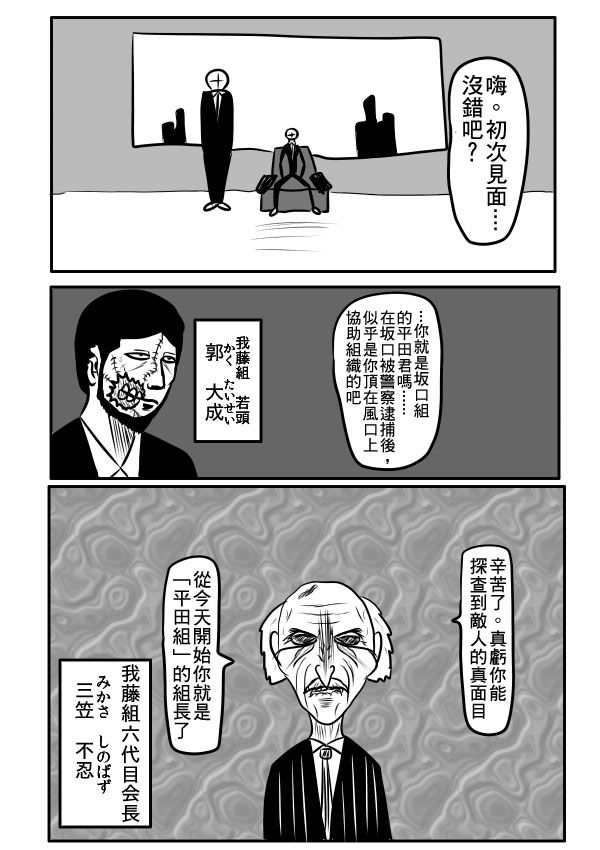 嗨。初次見面…
沒錯吧？
…你就是坂口組
的平田君嗎……
在坂口被警察逮捕後，
似乎是你頂在風口上
協助組織的吧
我藤組　若頭
かく　たいせい
郭　大成
辛苦了。真虧你能
探查到敵人的真面目
從今天開始你就是
「平田組」的組長了
我藤組六代目会長
みかさ　しのばず
三笠　不忍